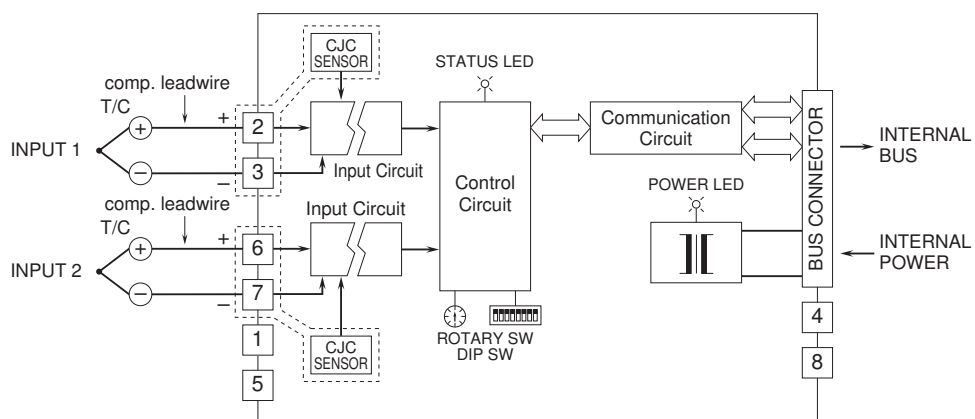 CJC
SENSOR
STATUS LED
comp. leadwire
T/C
+
+
2
INPUT 1
–
–
3
Input Circuit
Control
Circuit
Communication
Circuit
BUS CONNECTOR
INTERNAL
BUS
comp. leadwire
T/C
+
+
6
Input Circuit
INPUT 2
–
–
7
POWER LED
INTERNAL
POWER
1
5
CJC
SENSOR
ROTARY SW
DIP SW
4
8